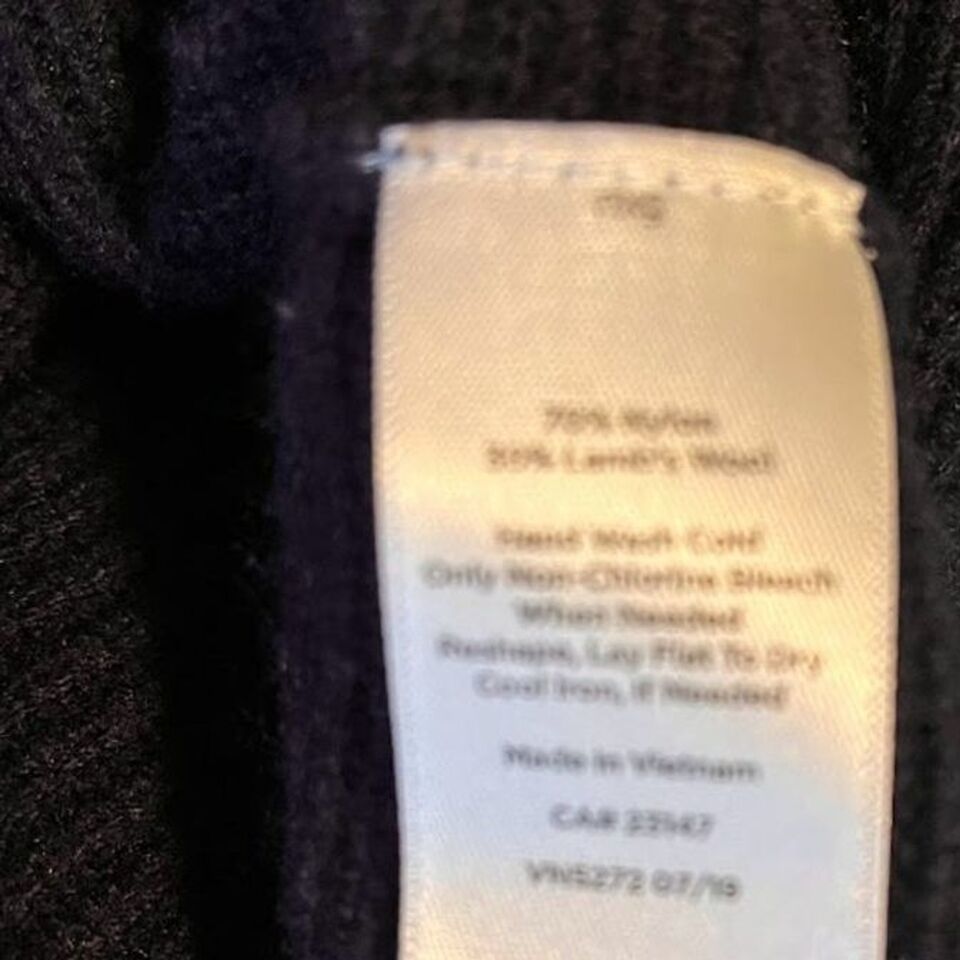 70% Nylon
30% Lamb's Wool
Hand Wash Cold
Only Non-Chlorine Bleach
When Needed
Reshape, Lay Flat To Dry
Cool Iron, If Needed
Made in Vietnam
CA# 23147
VN5272 07/19